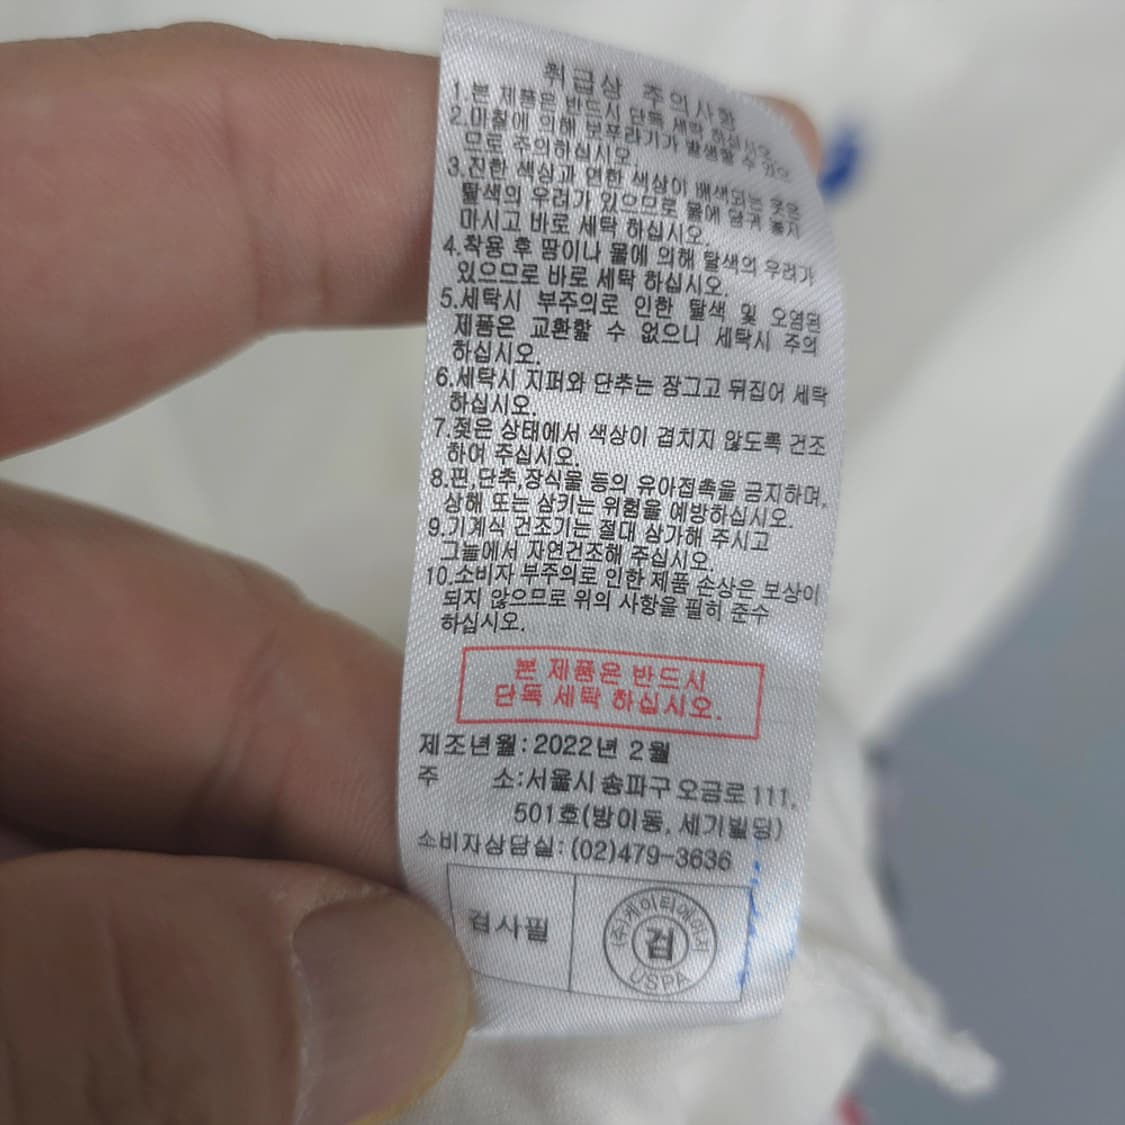 취급상 주의사항
1.본 제품은 반드시 단독 세탁 하십시오.
2.마찰에 의해 보푸라기가 발생할 수 있으
므로 주의하십시오.
3.진한 색상과 연한 색상이 배색되는 옷은
탈색의 우려가 있으므로 물에 담궈 놓지
마시고 바로 세탁 하십시오.
4.착용 후 땀이나 물에 의해 탈색의 우려가
있으므로 바로 세탁 하십시오.
5.세탁시 부주의로 인한 탈색 및 오염된
제품은 교환할 수 없으니 세탁시 주의
하십시오.
6.세탁시 지퍼와 단추는 잠그고 뒤집어 세탁
하십시오.
7.젖은 상태에서 색상이 겹치지 않도록 건조
하여 주십시오.
8.핀,단추,장식물 등의 유아접촉을 금지하며,
상해 또는 삼키는 위험을 예방하십시오.
9.기계식 건조기는 절대 삼가해 주시고
그늘에서 자연건조해 주십시오.
10.소비자 부주의로 인한 제품 손상은 보상이
되지 않으므로 위의 사항을 필히 준수
하십시오.
본 제품은 반드시
단독 세탁 하십시오.
제조년월:2022년 2월
주 소:서울시 송파구 오금로 111,
501호(방이동, 세기빌딩)
소비자상담실:(02)479-3636
검사필
(주)케이티에이지
검
USPA